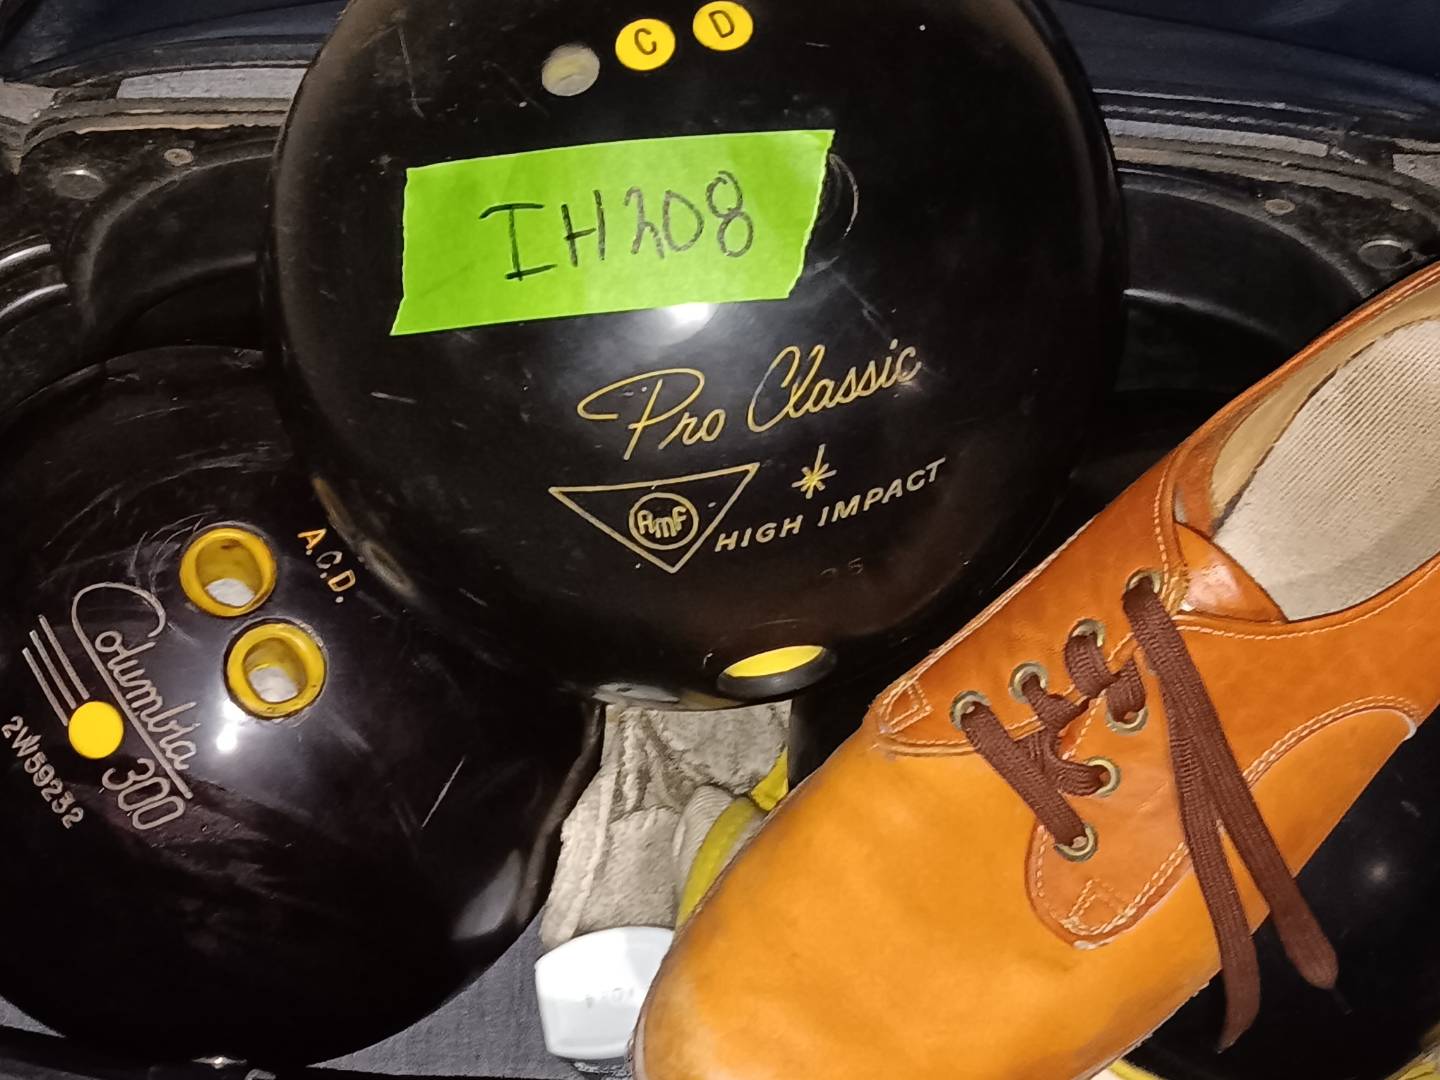 C D
IH208
Pro Classic
AMF
HIGH IMPACT
A.C.D.
Columbia
300
2W59232